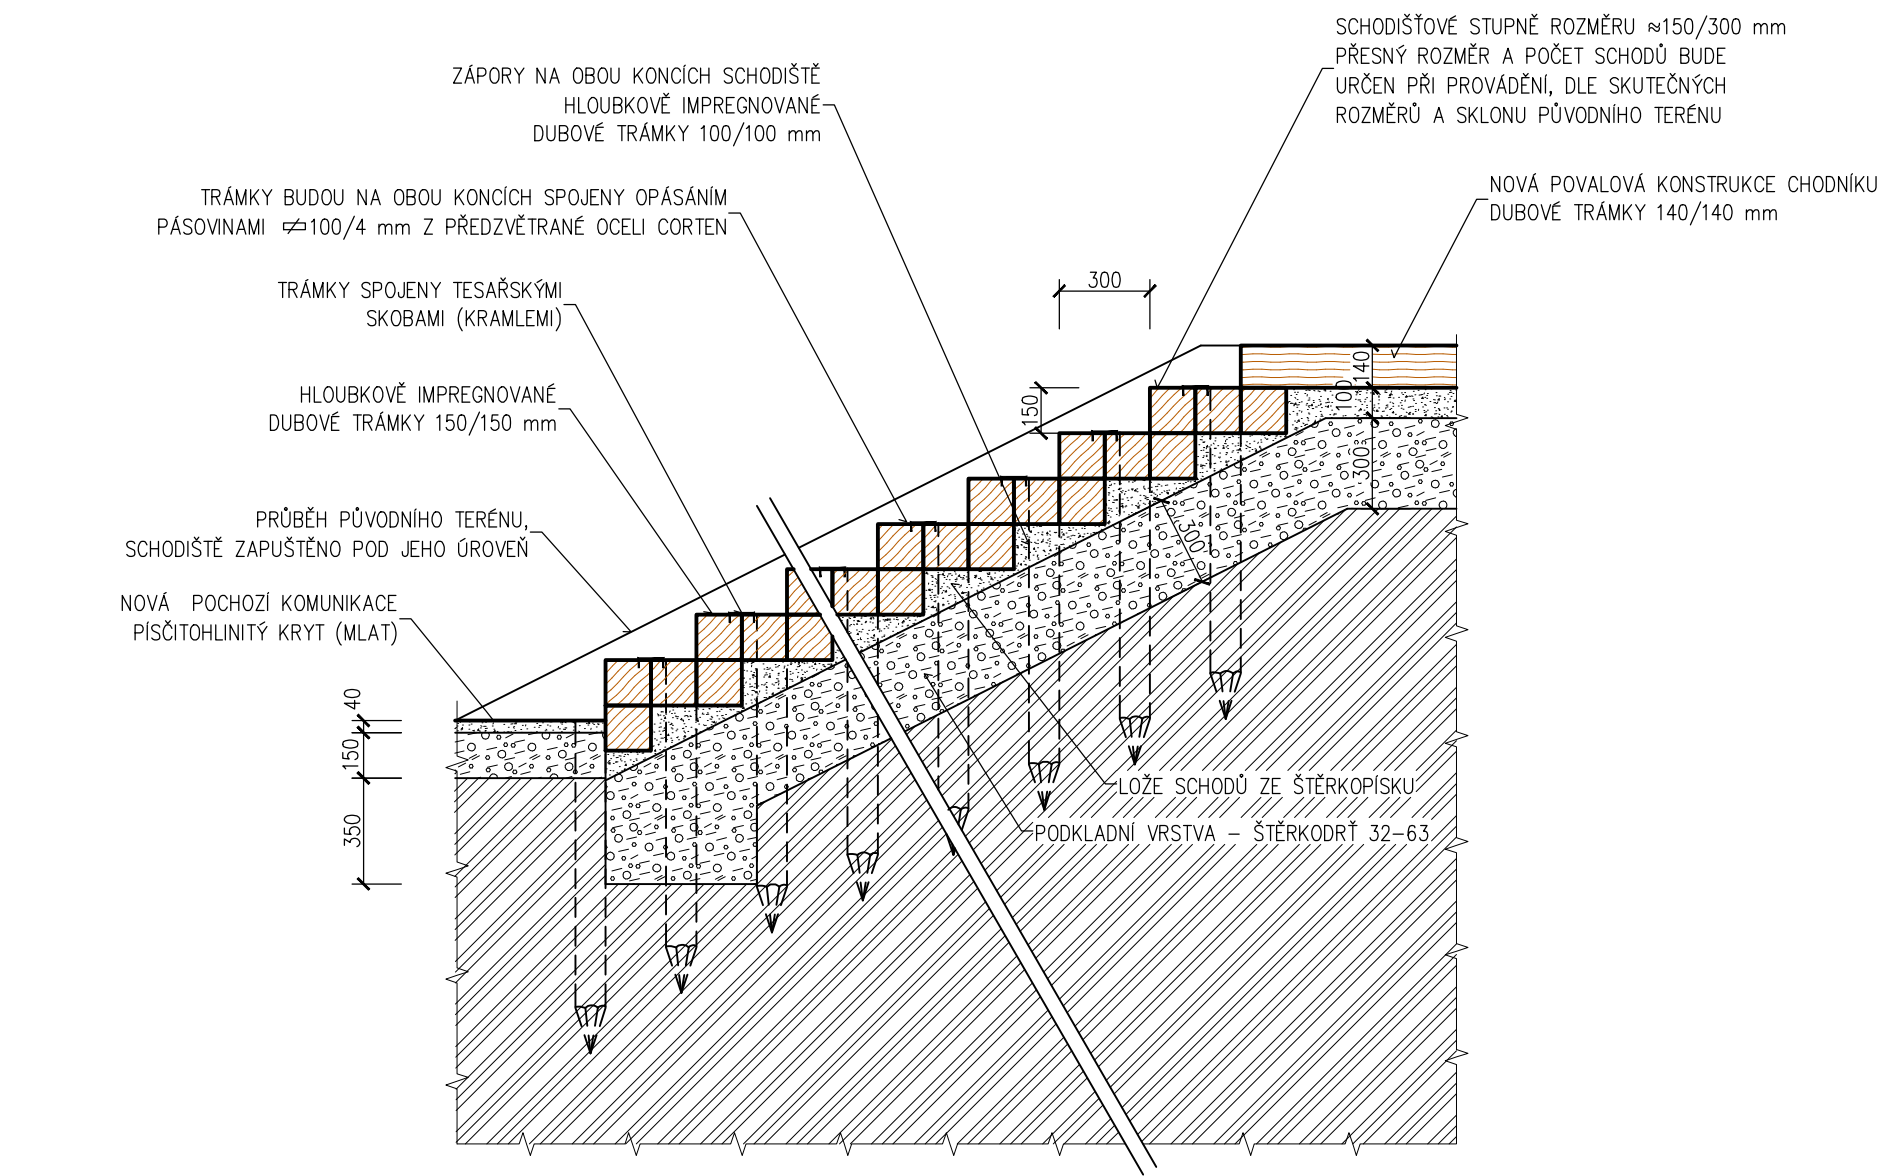 SCHODIŠŤOVÉ STUPNĚ ROZMĚRU ≈150/300 mm
PŘESNÝ ROZMĚR A POČET SCHODŮ BUDE
URČEN PŘI PROVÁDĚNÍ, DLE SKUTEČNÝCH
ROZMĚRŮ A SKLONU PŮVODNÍHO TERÉNU
ZÁPORY NA OBOU KONCÍCH SCHODIŠTĚ
HLOUBKOVĚ IMPREGNOVANÉ
DUBOVÉ TRÁMKY 100/100 mm
NOVÁ POVALOVÁ KONSTRUKCE CHODNÍKU
DUBOVÉ TRÁMKY 140/140 mm
TRÁMKY BUDOU NA OBOU KONCÍCH SPOJENY OPÁSÁNÍM
PÁSOVINAMI 100/4 mm Z PŘEDZVĚTRANÉ OCELI CORTEN
TRÁMKY SPOJENY TESAŘSKÝMI
SKOBAMI (KRAMLEMI)
HLOUBKOVĚ IMPREGNOVANÉ
DUBOVÉ TRÁMKY 150/150 mm
PRŮBĚH PŮVODNÍHO TERÉNU,
SCHODIŠTĚ ZAPUŠTĚNO POD JEHO ÚROVEŇ
NOVÁ POCHOZÍ KOMUNIKACE
PÍSČITOHLINITÝ KRYT (MLAT)
300
150
140
100
300
300
40
150
350
LOŽE SCHODŮ ZE ŠTĚRKOPÍSKU
PODKLADNÍ VRSTVA – ŠTĚRKODRŤ 32–63